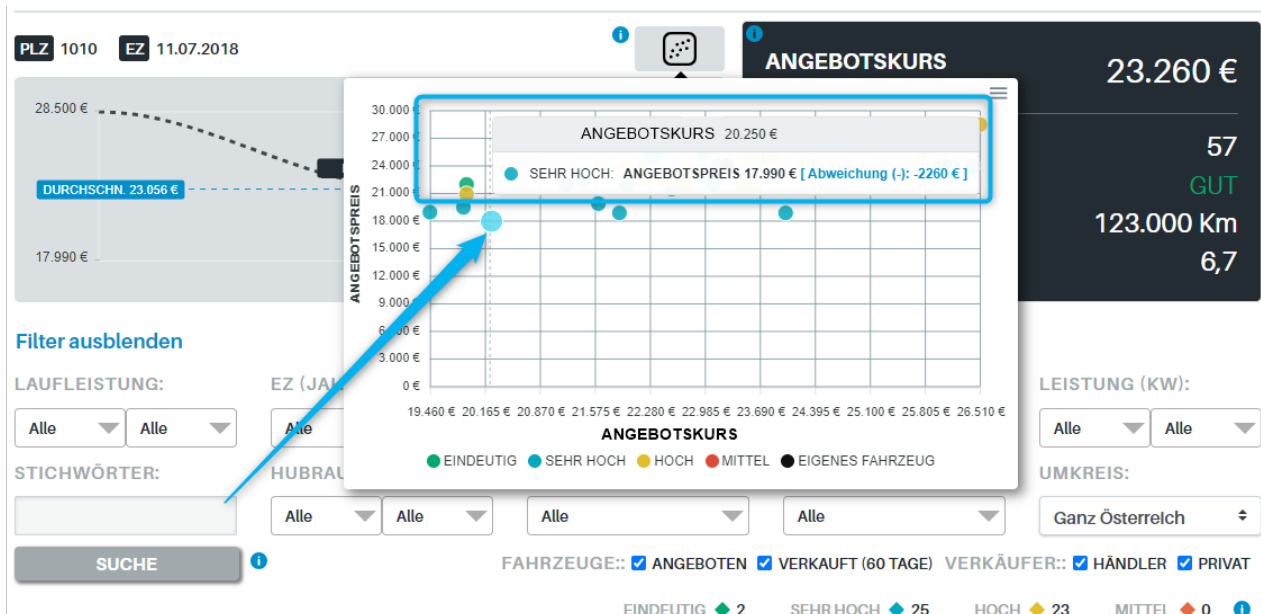 PLZ 1010 EZ 11.07.2018
ANGEBOTSKURS 23.260 €
57
GUT
123.000 Km
6,7
28.500 €
DURCHSCHN. 23.056 €
17.990 €
ANGEBOTSPREIS
30.000 €
27.000 €
24.000 €
21.000 €
18.000 €
15.000 €
12.000 €
9.000
3.000 €
0 €
ANGEBOTSKURS 20.250 €
SEHR HOCH: ANGEBOTSPREIS 17.990 € [ Abweichung (-): -2260 € ]
19.460 € 20.165 € 20.870 € 21.575 € 22.280 € 22.985 € 23.690 € 24.395 € 25.100 € 25.805 € 26.510 €
ANGEBOTSKURS
EINDEUTIG SEHR HOCH HOCH MITTEL EIGENES FAHRZEUG
Filter ausblenden
LAUFLEISTUNG: EZ LEISTUNG (KW):
Alle Alle Alle Alle Alle
STICHWÖRTER: UMKREIS:
Alle Alle Alle Alle Ganz Österreich
SUCHE
FAHRZEUGE:: ANGEBOTEN VERKAUFT (60 TAGE) VERKÄUFER:: HÄNDLER PRIVAT
EINDEUTIG 2 SEHR HOCH 25 HOCH 23 MITTEL 0